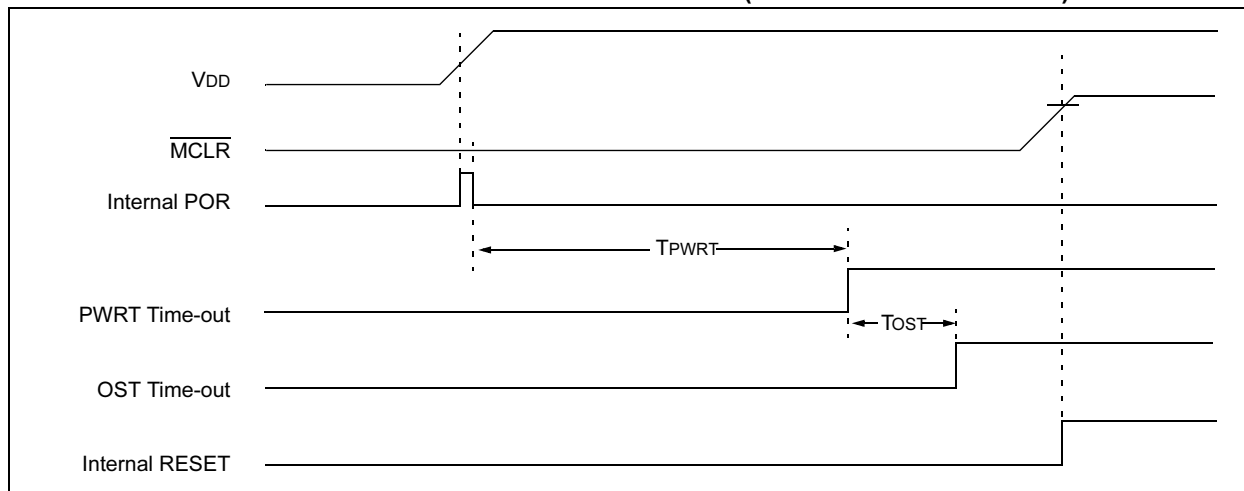 VDD
MCLR
Internal POR
TPWRT
PWRT Time-out
TOST
OST Time-out
Internal RESET